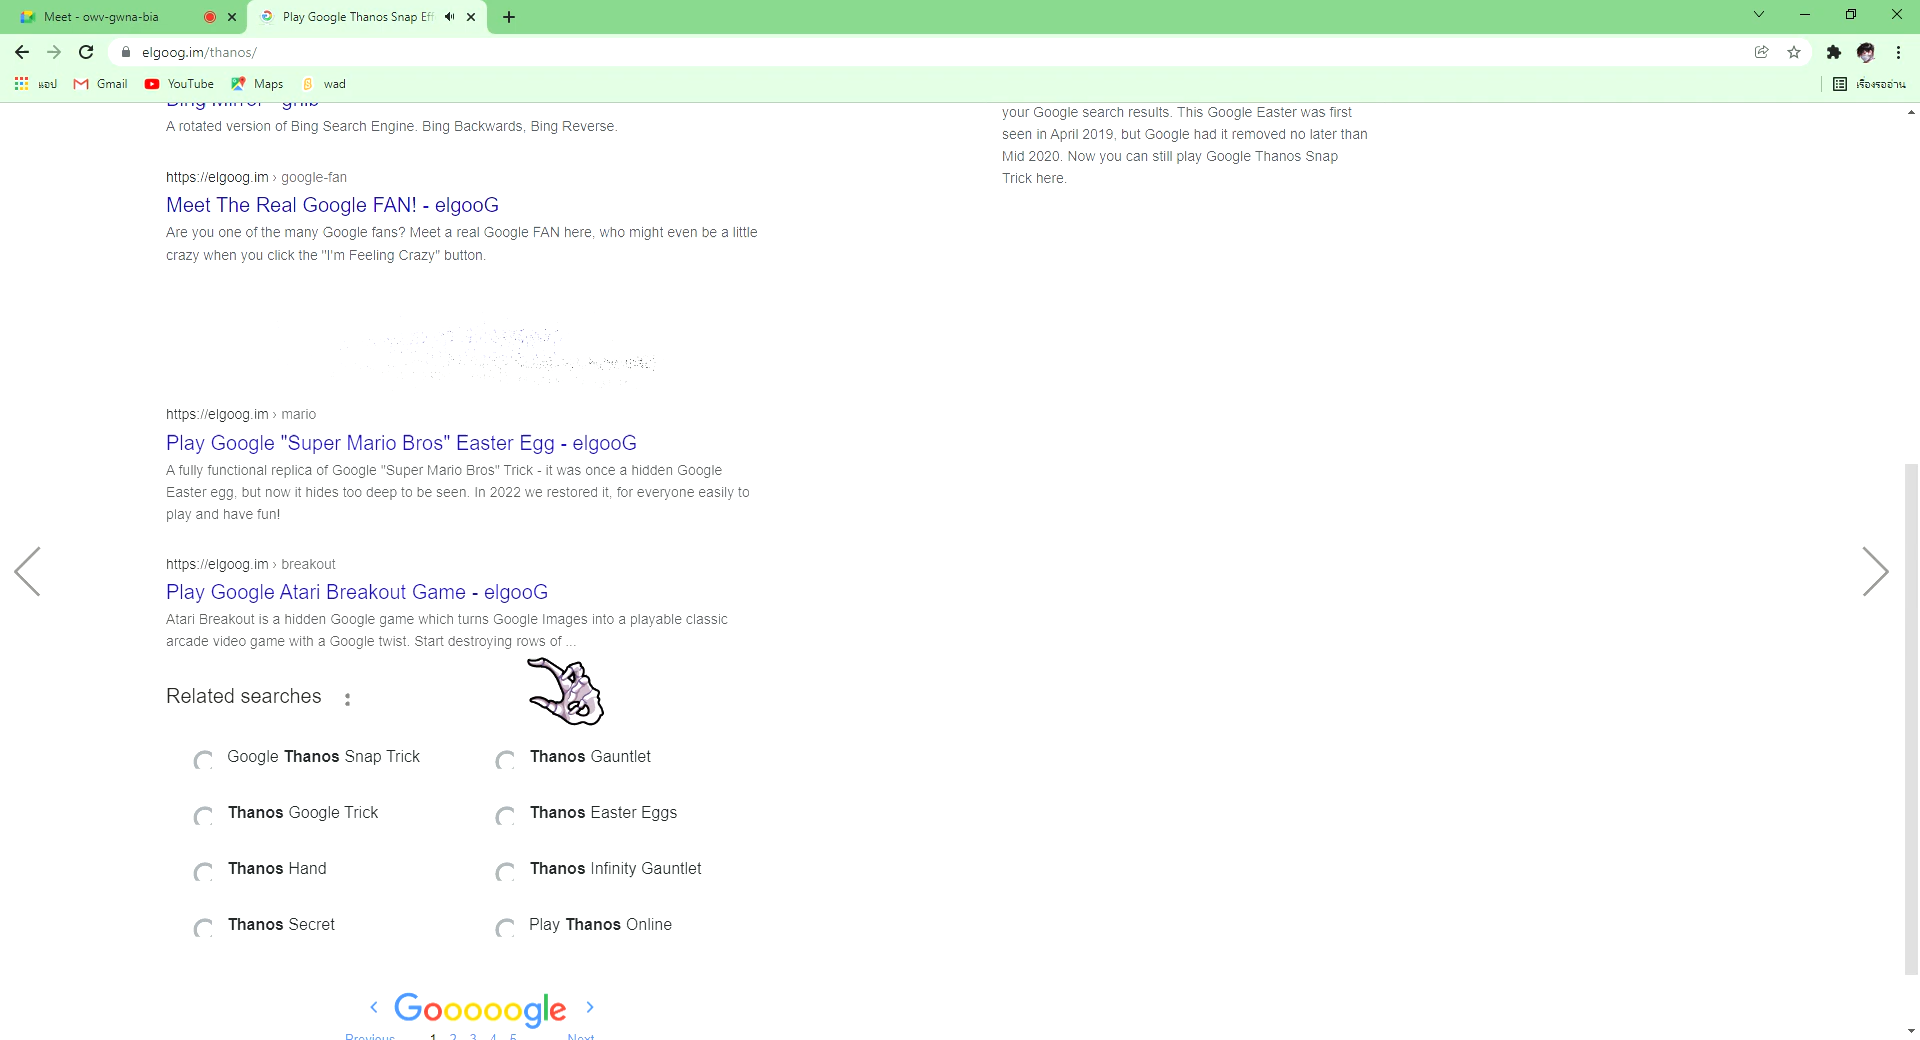 Meet - owv-gwna-bia
Play Google Thanos Snap Eff
elgoog.im/thanos/
แอป
Gmail
YouTube
Maps
wad
เรื่องรออ่าน
Bing Mirror - gnib
A rotated version of Bing Search Engine. Bing Backwards, Bing Reverse.
https://elgoog.im › google-fan
Meet The Real Google FAN! - elgooG
Are you one of the many Google fans? Meet a real Google FAN here, who might even be a little
crazy when you click the "I'm Feeling Crazy" button.
https://elgoog.im › mario
Play Google "Super Mario Bros" Easter Egg - elgooG
A fully functional replica of Google "Super Mario Bros" Trick - it was once a hidden Google
Easter egg, but now it hides too deep to be seen. In 2022 we restored it, for everyone easily to
play and have fun!
https://elgoog.im › breakout
Play Google Atari Breakout Game - elgooG
Atari Breakout is a hidden Google game which turns Google Images into a playable classic
arcade video game with a Google twist. Start destroying rows of ...
Related searches
Google Thanos Snap Trick
Thanos Gauntlet
Thanos Google Trick
Thanos Easter Eggs
Thanos Hand
Thanos Infinity Gauntlet
Thanos Secret
Play Thanos Online
Gooooogle
Previous 1 2 3 4 5 Next
your Google search results. This Google Easter was first
seen in April 2019, but Google had it removed no later than
Mid 2020. Now you can still play Google Thanos Snap
Trick here.